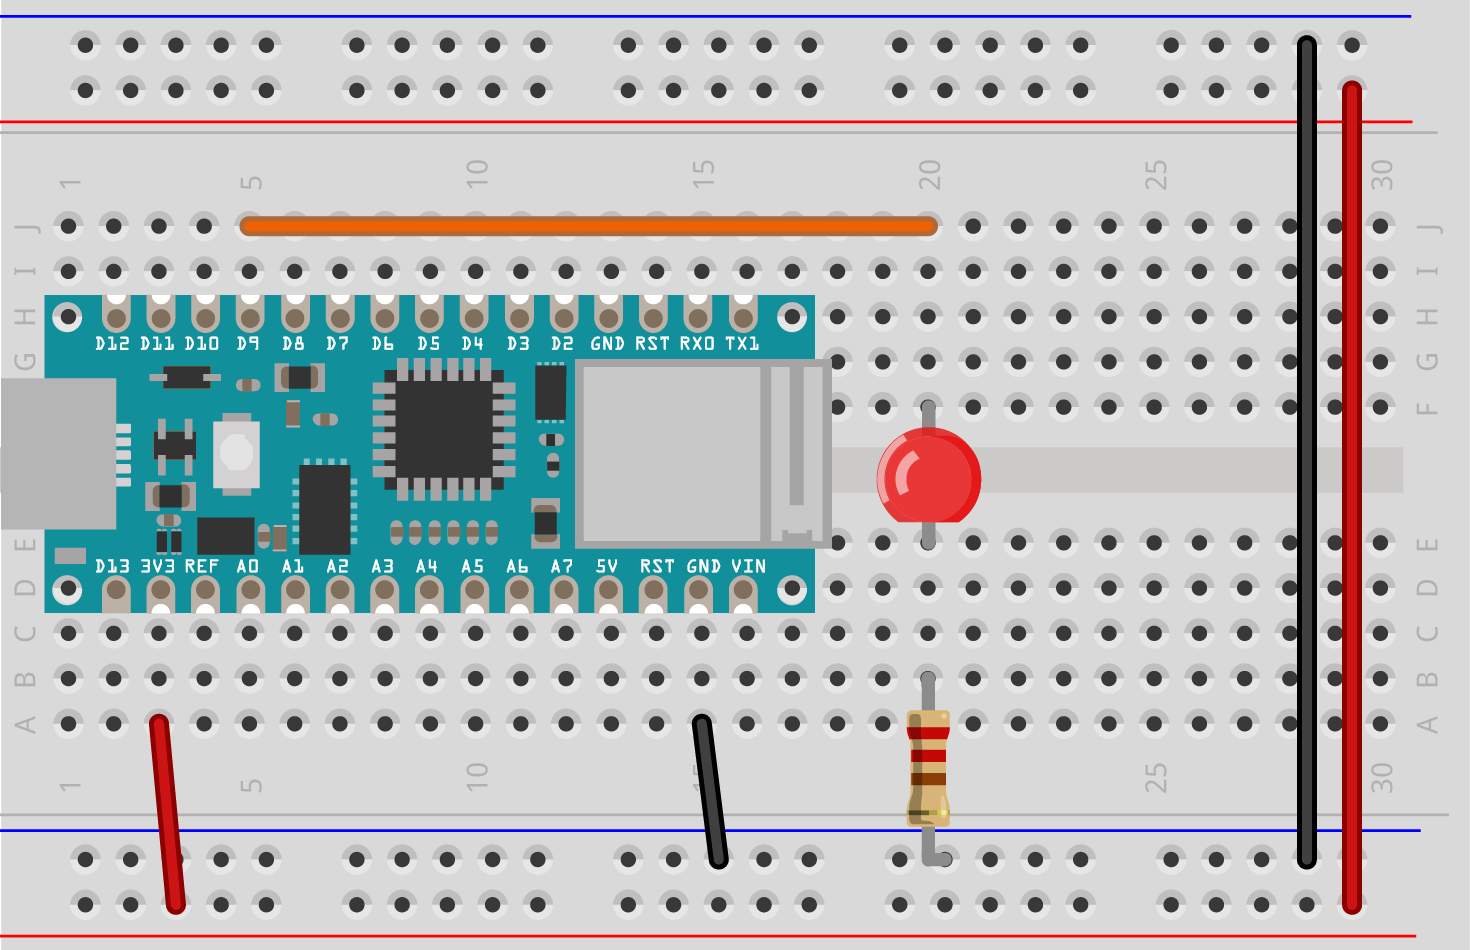 1 5 10 15 20 25 30
J J
I I
H H
D12 D11 D10 D9 D8 D7 D6 D5 D4 D3 D2 GND RST RX0 TX1
G G
F
E E
D13 3V3 REF A0 A1 A2 A3 A4 A5 A6 A7 5V RST GND VIN
D D
C C
B B
A A
1 5 10 15 25 30